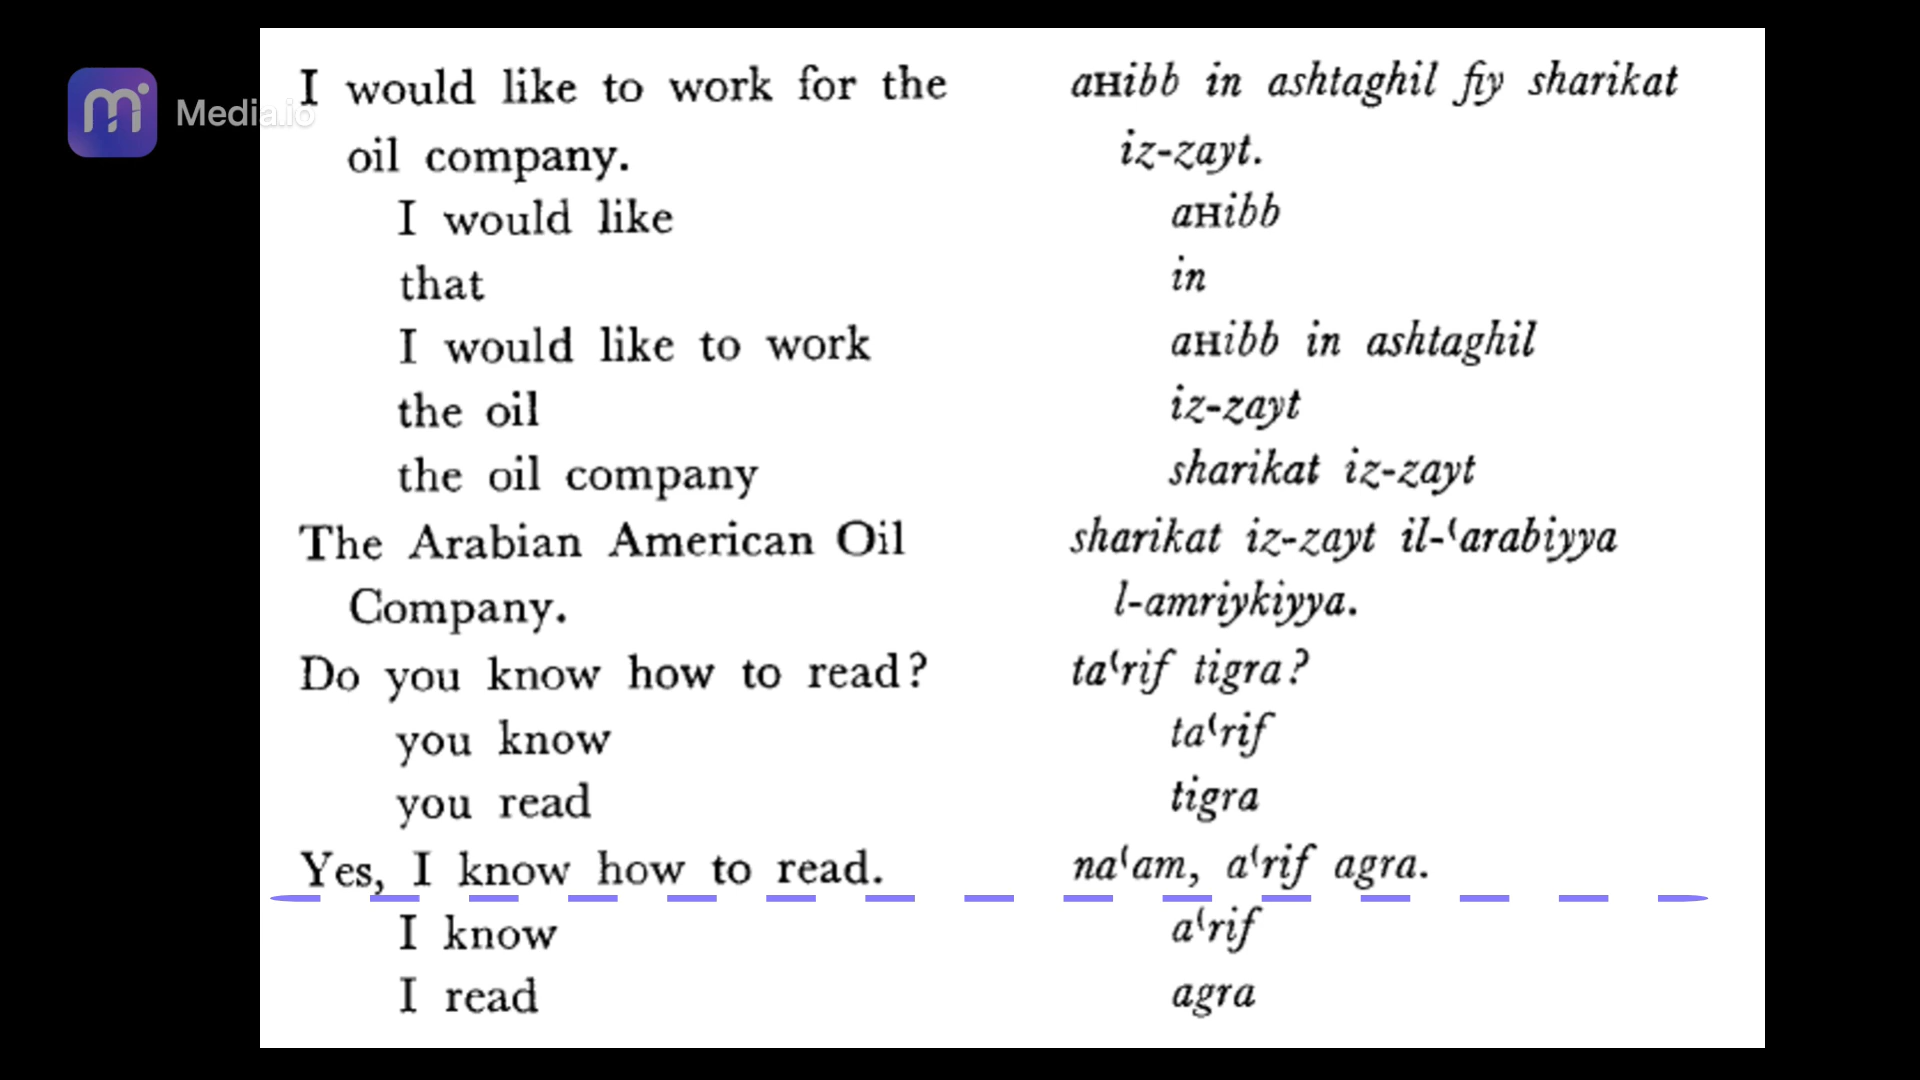 Media.io
I would like to work for the aʜibb in ashtaghil fiy sharikat
oil company. iz-zayt.
I would like aʜibb
that in
I would like to work aʜibb in ashtaghil
the oil iz-zayt
the oil company sharikat iz-zayt
The Arabian American Oil sharikat iz-zayt il-ʿarabiyya
Company. l-amriykiyya.
Do you know how to read? taʿrif tigra?
you know taʿrif
you read tigra
Yes, I know how to read. naʿam, aʿrif agra.
I know aʿrif
I read agra